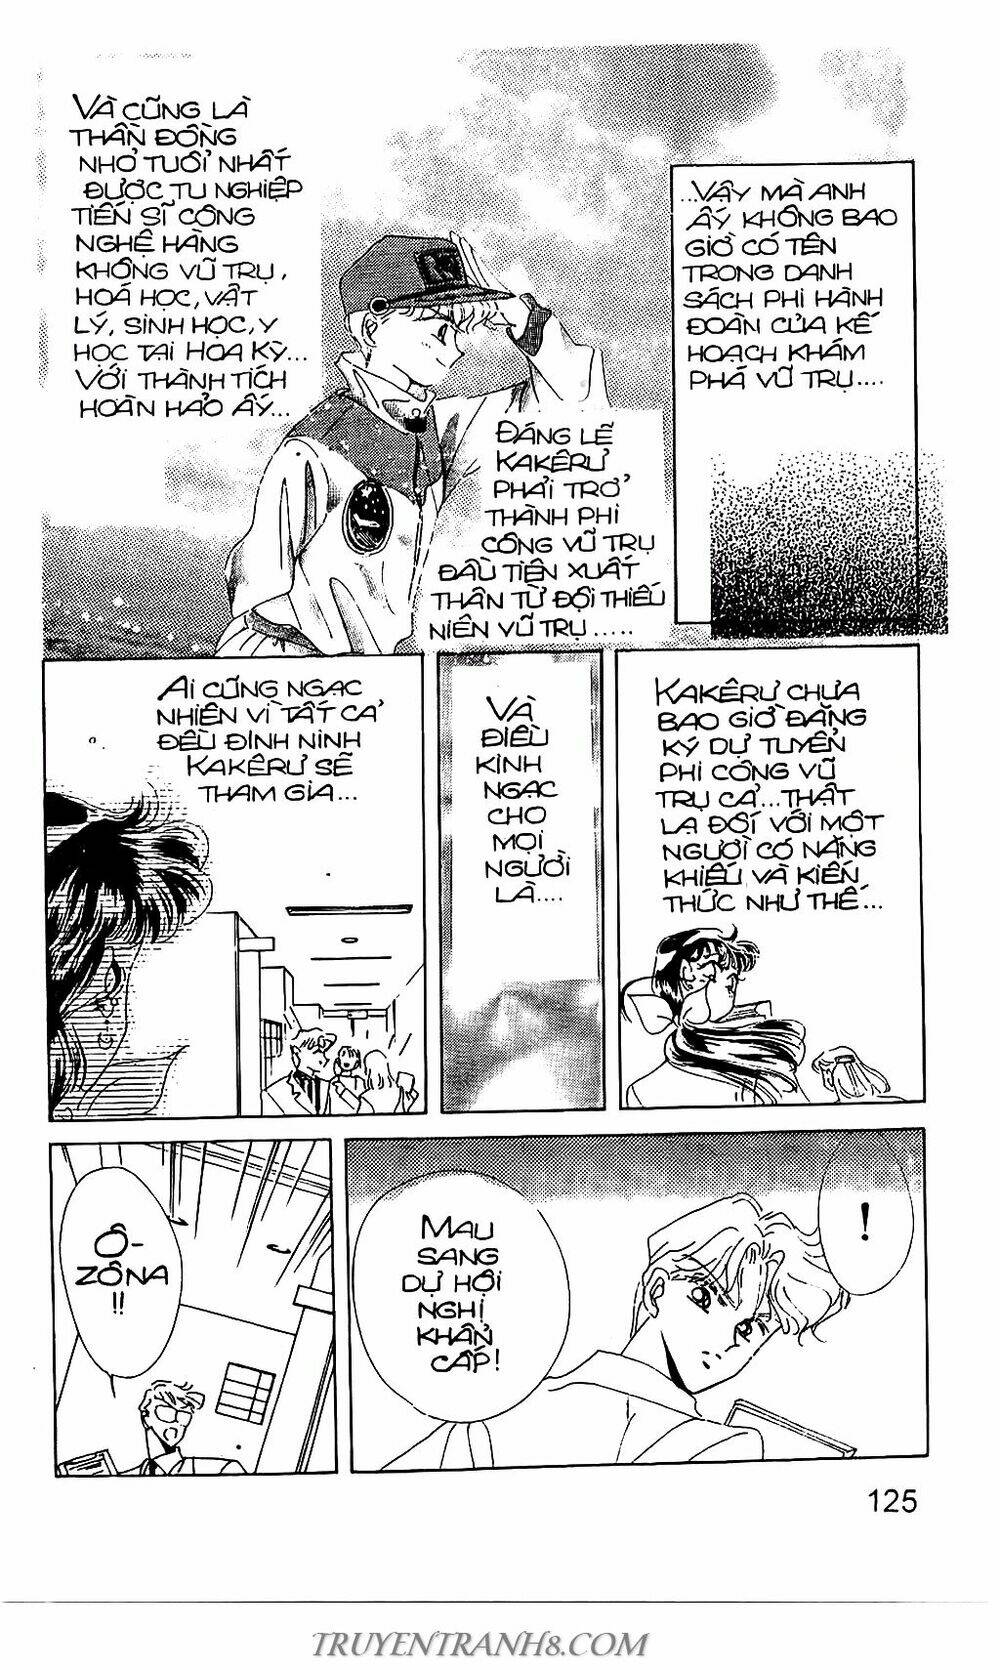 VÀ CŨNG LÀ
THẦN ĐỒNG
NHỎ TUỔI NHẤT
ĐƯỢC TU NGHIỆP
TIẾN SĨ CÔNG
NGHỆ HÀNG
KHÔNG VŨ TRỤ,
HOÁ HỌC, VẬT
LÝ, SINH HỌC, Y
HỌC TẠI HOA KỲ...
VỚI THÀNH TÍCH
HOÀN HẢO ẤY...
ĐÁNG LẼ
KAKÊRƯ
PHẢI TRỞ
THÀNH PHI
CÔNG VŨ TRỤ
ĐẦU TIÊN XUẤT
THÂN TỪ ĐỘI THIẾU
NIÊN VŨ TRỤ.....
...VẬY MÀ ANH
ẤY KHÔNG BAO
GIỜ CÓ TÊN
TRONG DANH
SÁCH PHI HÀNH
ĐOÀN CỦA KẾ
HOẠCH KHÁM
PHÁ VŨ TRỤ....
AI CŨNG NGẠC
NHIÊN VÌ TẤT CẢ
ĐỀU ĐINH NINH
KAKÊRƯ SẼ
THAM GIA...
VÀ
ĐIỀU
KINH
NGẠC
CHO
MỌI
NGƯỜI
LÀ....
KAKÊRƯ CHƯA
BAO GIỜ ĐĂNG
KÝ DỰ TUYỂN
PHI CÔNG VŨ
TRỤ CẢ...THẬT
LẠ ĐỐI VỚI MỘT
NGƯỜI CÓ NĂNG
KHIẾU VÀ KIẾN
THỨC NHƯ THẾ...
Ô-
ZÔNA
!!
MAU
SANG
DỰ HỘI
NGHỊ
KHẨN
CẤP!
!
125
TRUYENTRANH8.COM